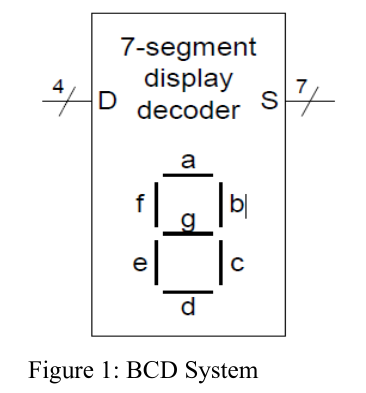 7-segment
display
decoder
4
D
S
7
a
f
b
g
e
c
d
Figure 1: BCD System